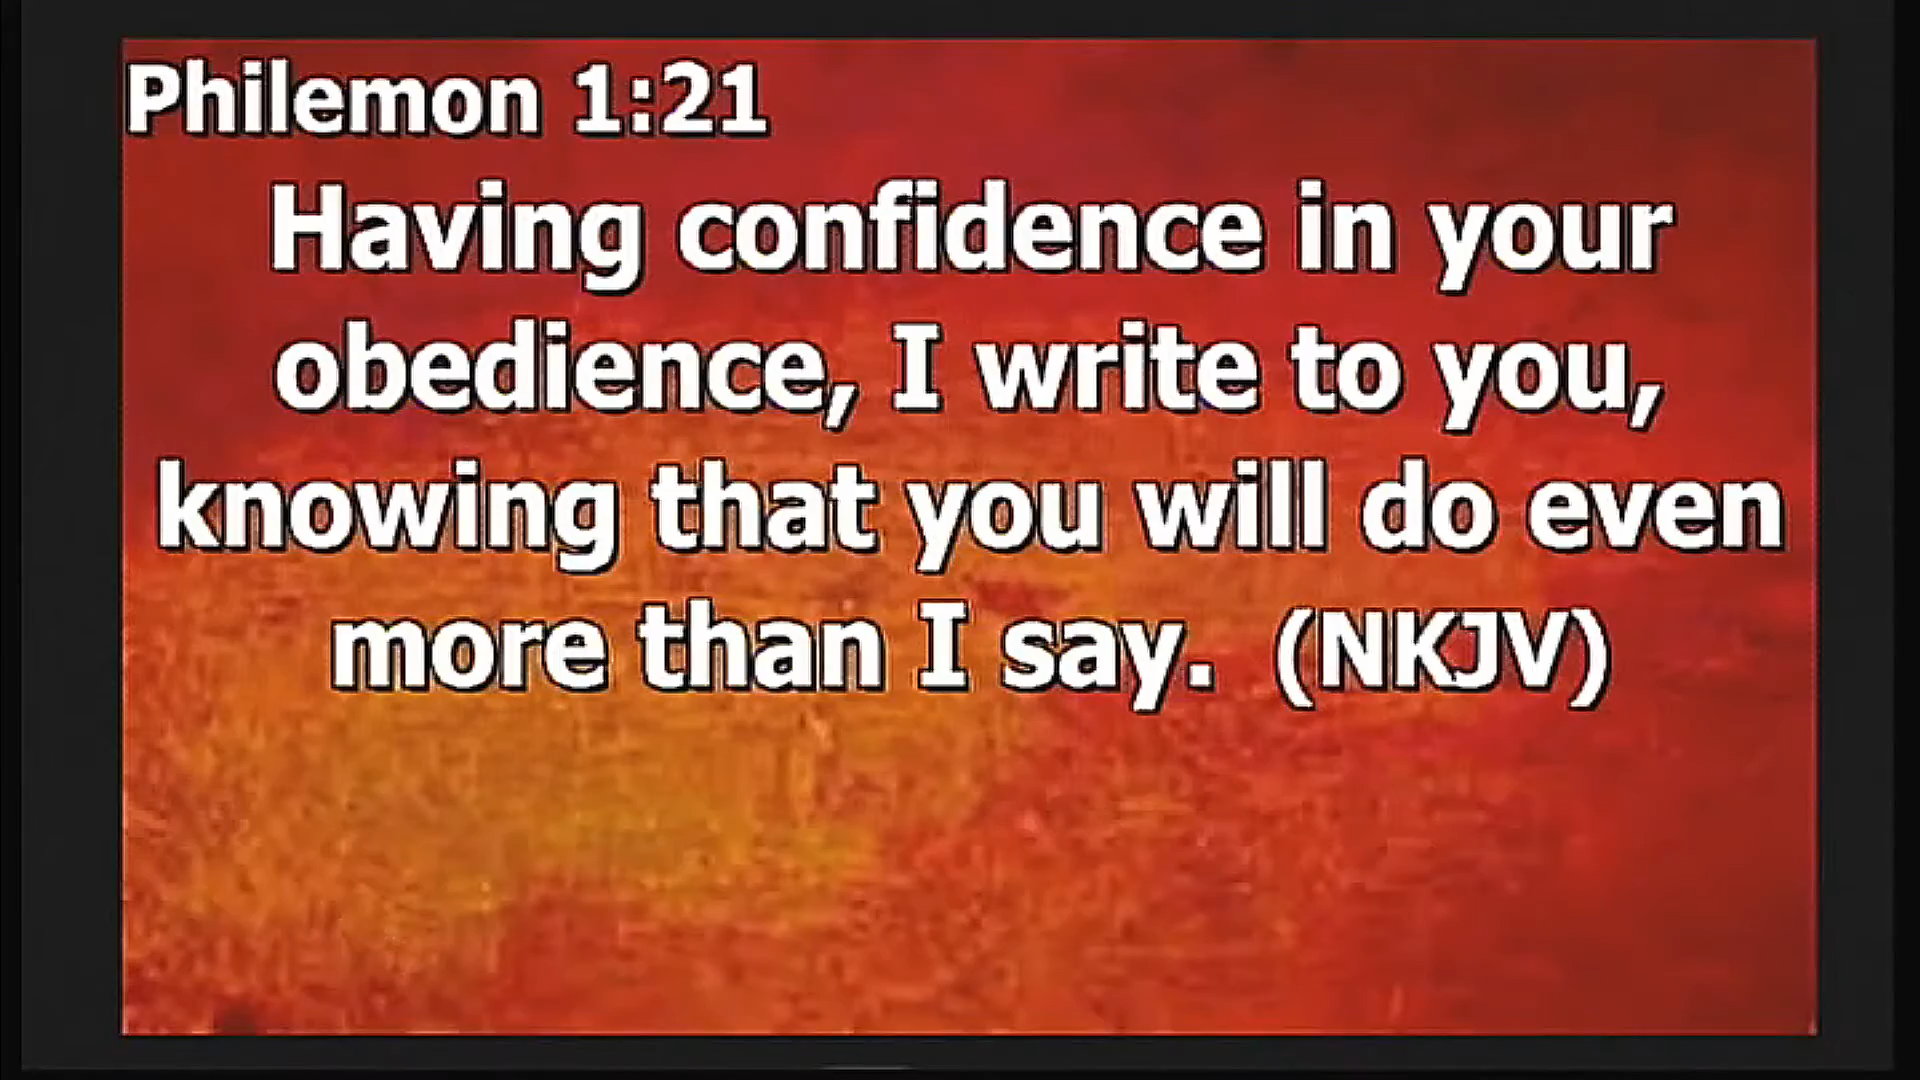 Philemon 1:21
Having confidence in your
obedience, I write to you,
knowing that you will do even
more than I say.  (NKJV)